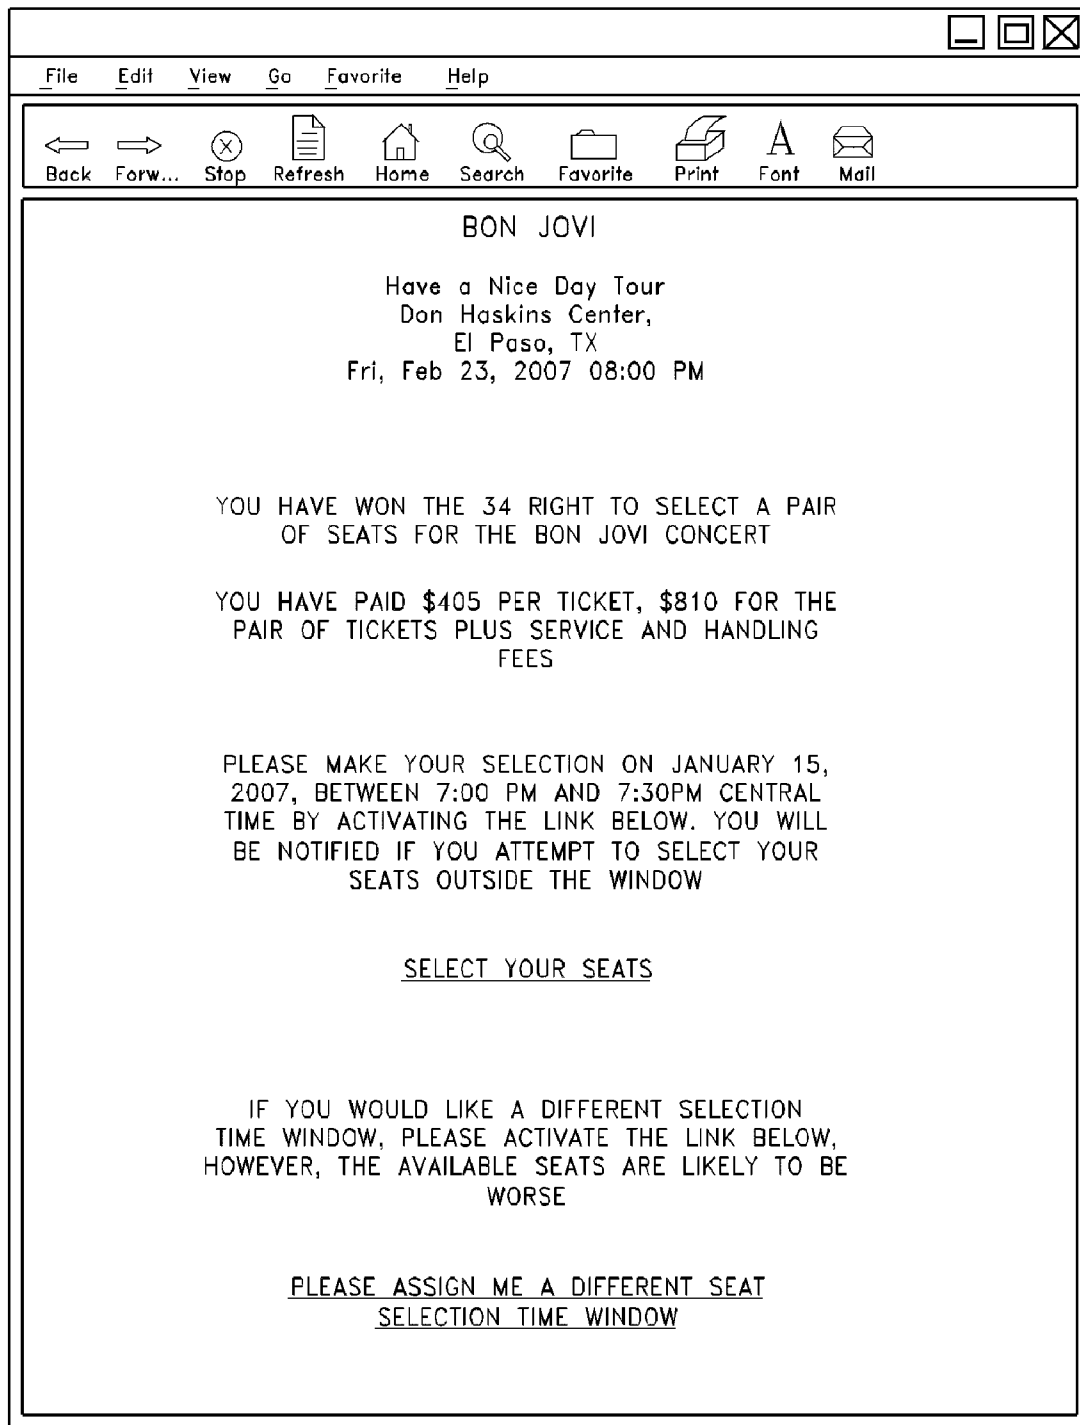 File Edit View Go Favorite Help
Back Forw... Stop Refresh Home Search Favorite Print Font Mail
BON JOVI
Have a Nice Day Tour
Don Haskins Center,
El Paso, TX
Fri, Feb 23, 2007 08:00 PM
YOU HAVE WON THE 34 RIGHT TO SELECT A PAIR
OF SEATS FOR THE BON JOVI CONCERT
YOU HAVE PAID $405 PER TICKET, $810 FOR THE
PAIR OF TICKETS PLUS SERVICE AND HANDLING
FEES
PLEASE MAKE YOUR SELECTION ON JANUARY 15,
2007, BETWEEN 7:00 PM AND 7:30PM CENTRAL
TIME BY ACTIVATING THE LINK BELOW. YOU WILL
BE NOTIFIED IF YOU ATTEMPT TO SELECT YOUR
SEATS OUTSIDE THE WINDOW
SELECT YOUR SEATS
IF YOU WOULD LIKE A DIFFERENT SELECTION
TIME WINDOW, PLEASE ACTIVATE THE LINK BELOW,
HOWEVER, THE AVAILABLE SEATS ARE LIKELY TO BE
WORSE
PLEASE ASSIGN ME A DIFFERENT SEAT
SELECTION TIME WINDOW